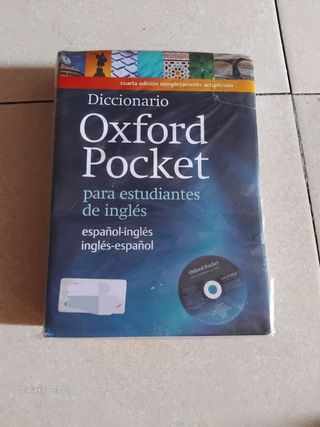 cuarta edición completamente actualizada
Diccionario
Oxford
Pocket
para estudiantes
de inglés
español-inglés
inglés-español
Oxford Pocket